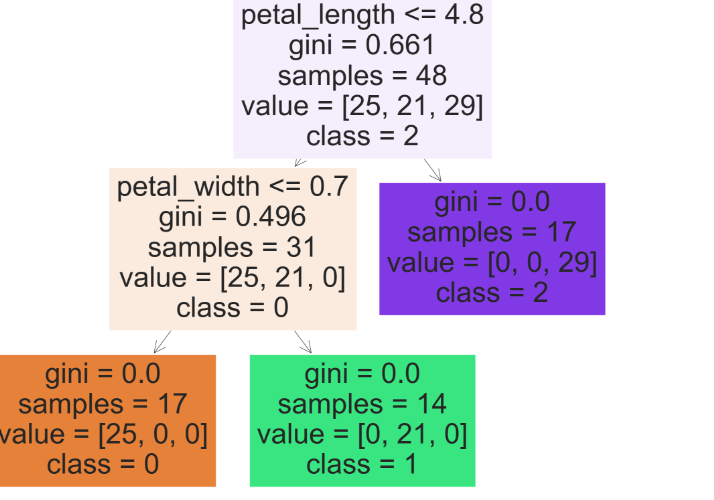 petal_length <= 4.8
gini = 0.661
samples = 48
value = [25, 21, 29]
class = 2
petal_width <= 0.7
gini = 0.496
samples = 31
value = [25, 21, 0]
class = 0
gini = 0.0
samples = 17
value = [0, 0, 29]
class = 2
gini = 0.0
samples = 17
value = [25, 0, 0]
class = 0
gini = 0.0
samples = 14
value = [0, 21, 0]
class = 1